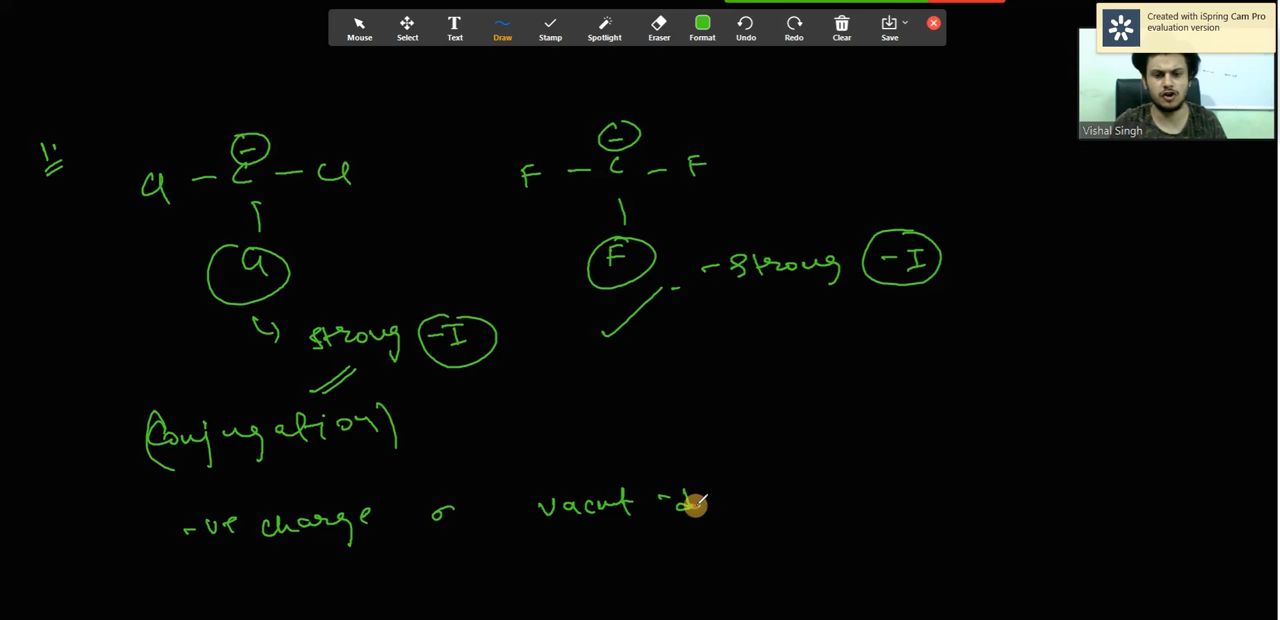 Created with iSpring Cam Pro
evaluation version
Mouse Select Text Draw Stamp Spotlight Eraser Format Undo Redo Clear Save
Vishal Singh
1:
Cl – C – Cl
Cl
F – C – F
F
- strong -I
strong -I
(Conjugation)
-ve charge σ vacnt - d